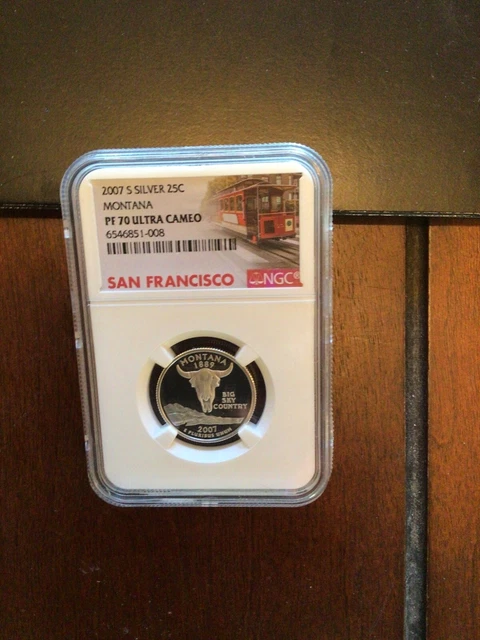 2007 S SILVER 25C
MONTANA
PF 70 ULTRA CAMEO
6546851-008
SAN FRANCISCO
NGC®
MONTANA
1889
BIG
SKY
COUNTRY
2007
E PLURIBUS UNUM